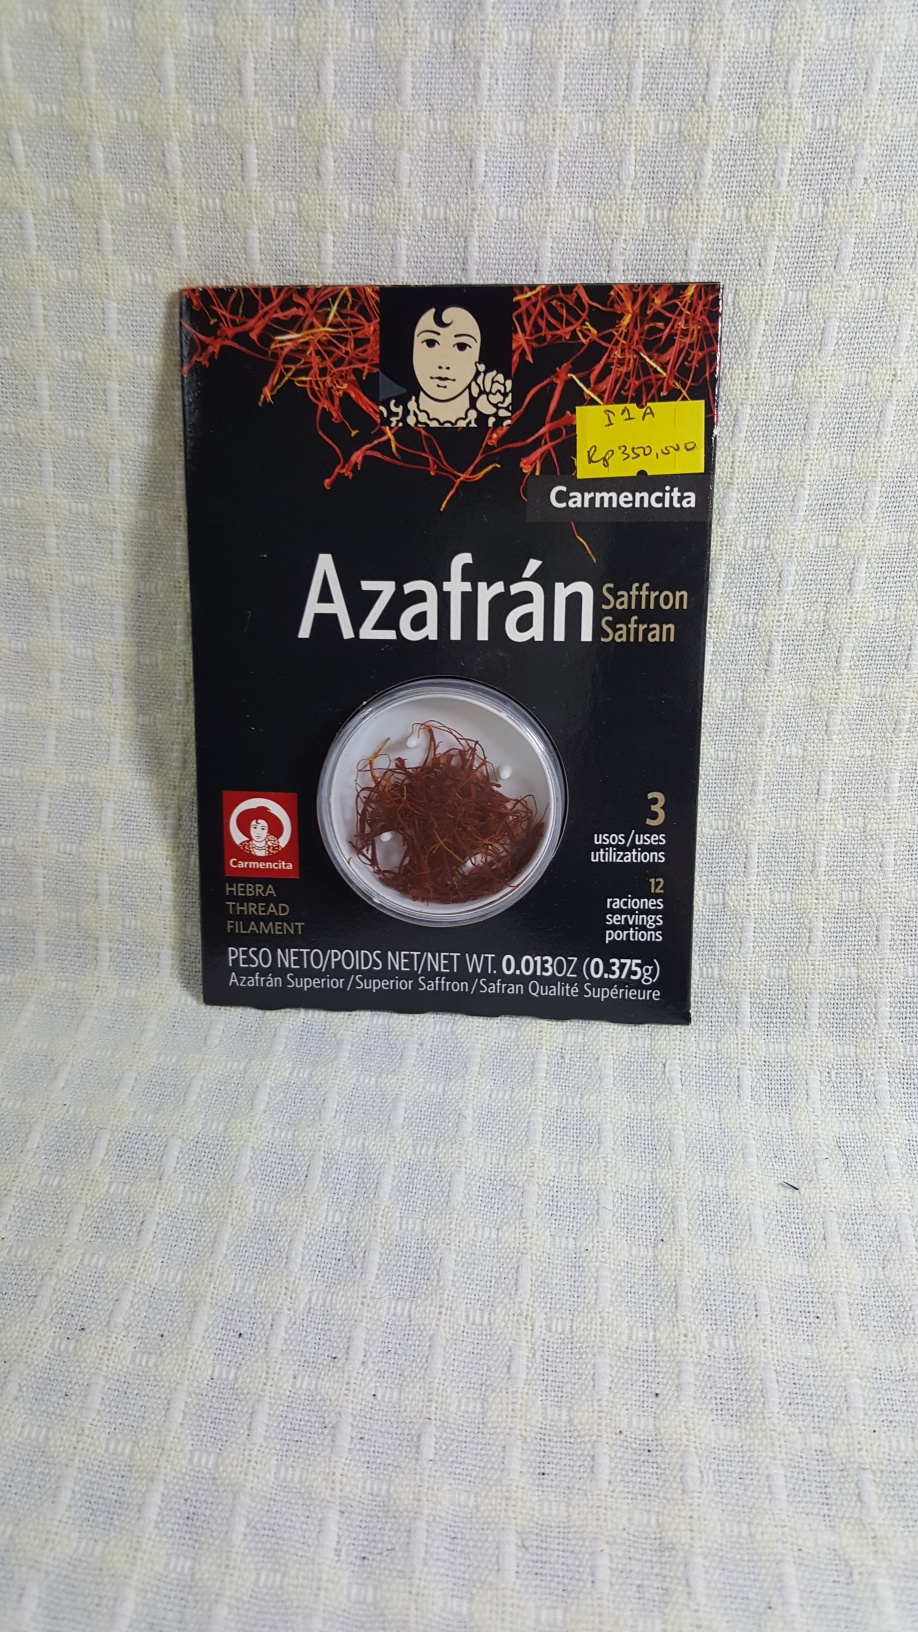 I1A
Rp350,000
Carmencita
Azafrán
Saffron
Safran
Carmencita
HEBRA
THREAD
FILAMENT
3
usos/uses
utilizations
12
raciones
servings
portions
PESO NETO/POIDS NET/NET WT. 0.013OZ (0.375g)
Azafrán Superior/Superior Saffron/Safran Qualité Supérieure